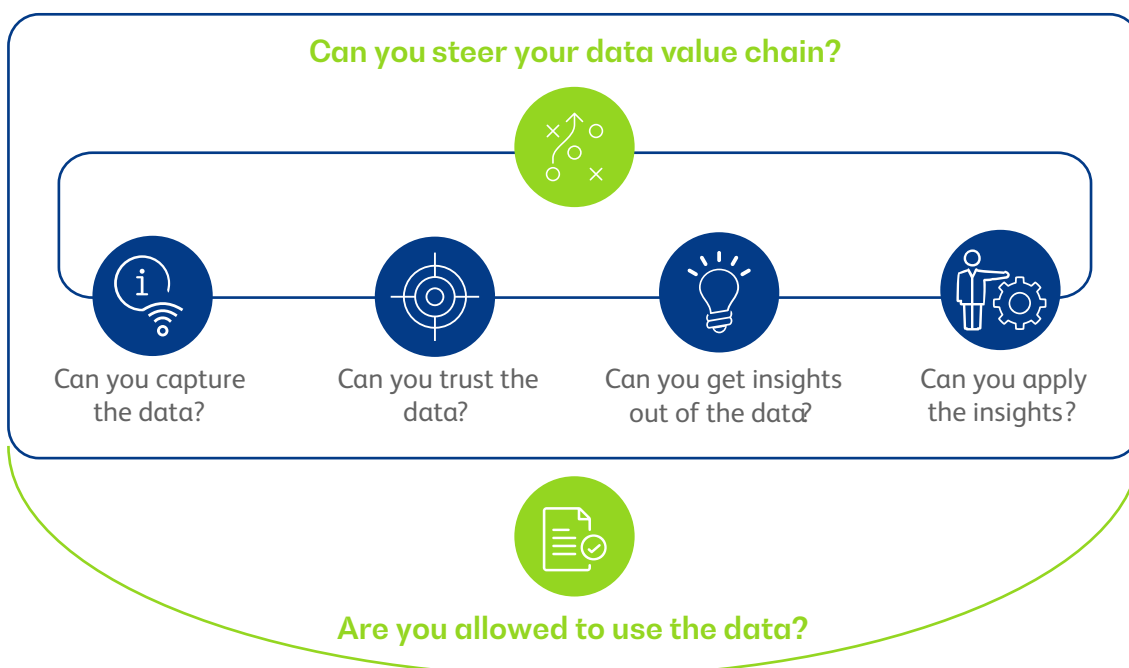 Can you steer your data value chain?
i
Can you capture
the data?
Can you trust the
data?
Can you get insights
out of the data?
Can you apply
the insights?
Are you allowed to use the data?